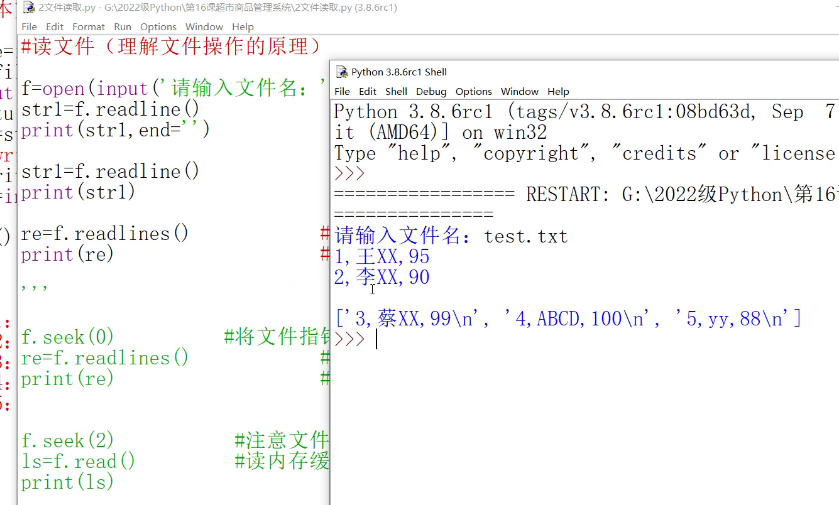 2文件读取.py - G:\2022级Python\第16课超市商品管理系统\2文件读取.py (3.8.6rc1)
File Edit Format Run Options Window Help
#读文件（理解文件操作的原理）
f=open(input('请输入文件名：'
str1=f.readline()
print(str1,end='')
str1=f.readline()
print(str1)
re=f.readlines() #
print(re) #
'''
f.seek(0) #将文件指针
re=f.readlines() #
print(re) #
f.seek(2) #注意文件
ls=f.read() #读内存缓
print(ls)
Python 3.8.6rc1 Shell
File Edit Shell Debug Options Window Help
Python 3.8.6rc1 (tags/v3.8.6rc1:08bd63d, Sep 7
it (AMD64)] on win32
Type "help", "copyright", "credits" or "license
>>>
================= RESTART: G:\2022级Python\第16
===============
请输入文件名：test.txt
1,王XX,95
2,李XX,90
['3,蔡XX,99\n', '4,ABCD,100\n', '5,yy,88\n']
>>>